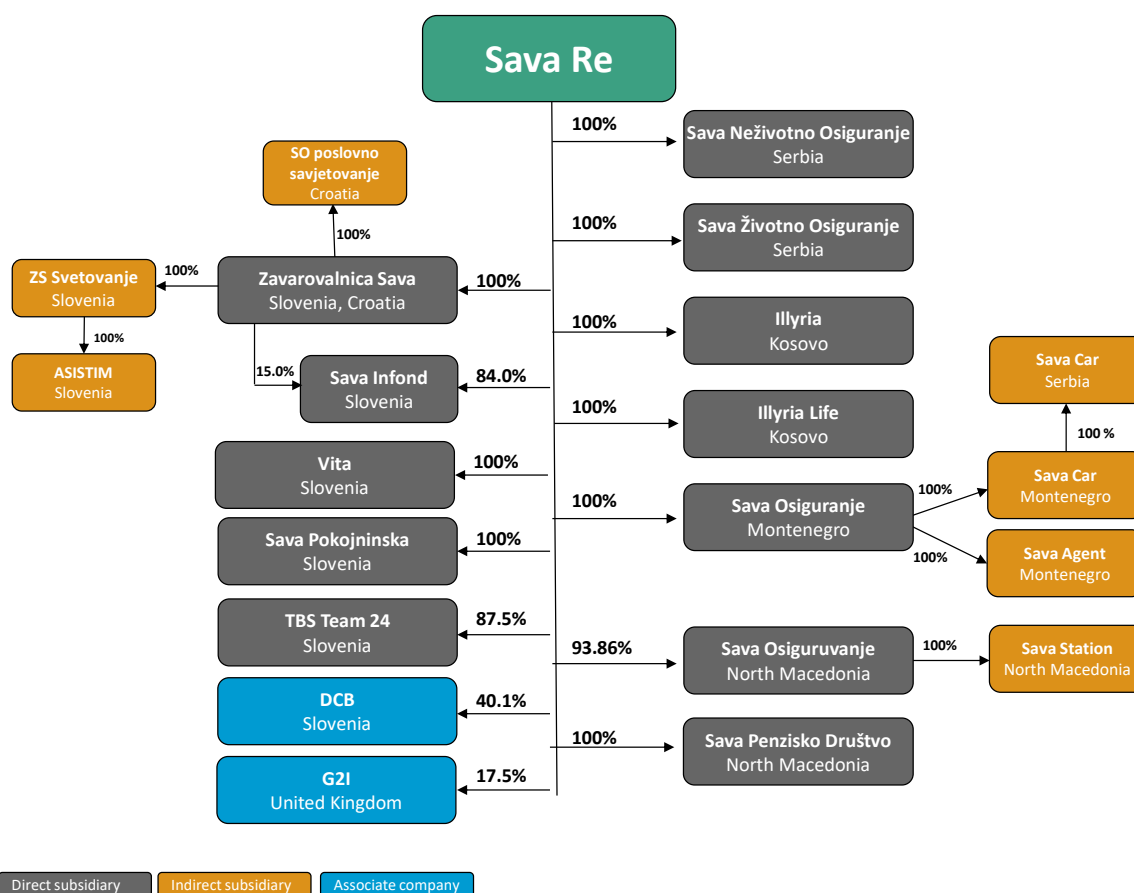 Sava Re
100%
Sava Neživotno Osiguranje
Serbia
SO poslovno
savjetovanje
Croatia
100%
100%
Sava Životno Osiguranje
Serbia
ZS Svetovanje
Slovenia
100%
Zavarovalnica Sava
Slovenia, Croatia
100%
100%
Illyria
Kosovo
100%
ASISTIM
Slovenia
15.0%
Sava Infond
Slovenia
84.0%
100%
Illyria Life
Kosovo
Sava Car
Serbia
100 %
Vita
Slovenia
100%
100%
Sava Osiguranje
Montenegro
100%
Sava Car
Montenegro
100%
Sava Agent
Montenegro
Sava Pokojninska
Slovenia
100%
TBS Team 24
Slovenia
87.5%
93.86%
Sava Osiguruvanje
North Macedonia
100%
Sava Station
North Macedonia
DCB
Slovenia
40.1%
100%
Sava Penzisko Društvo
North Macedonia
G2I
United Kingdom
17.5%
Direct subsidiary
Indirect subsidiary
Associate company